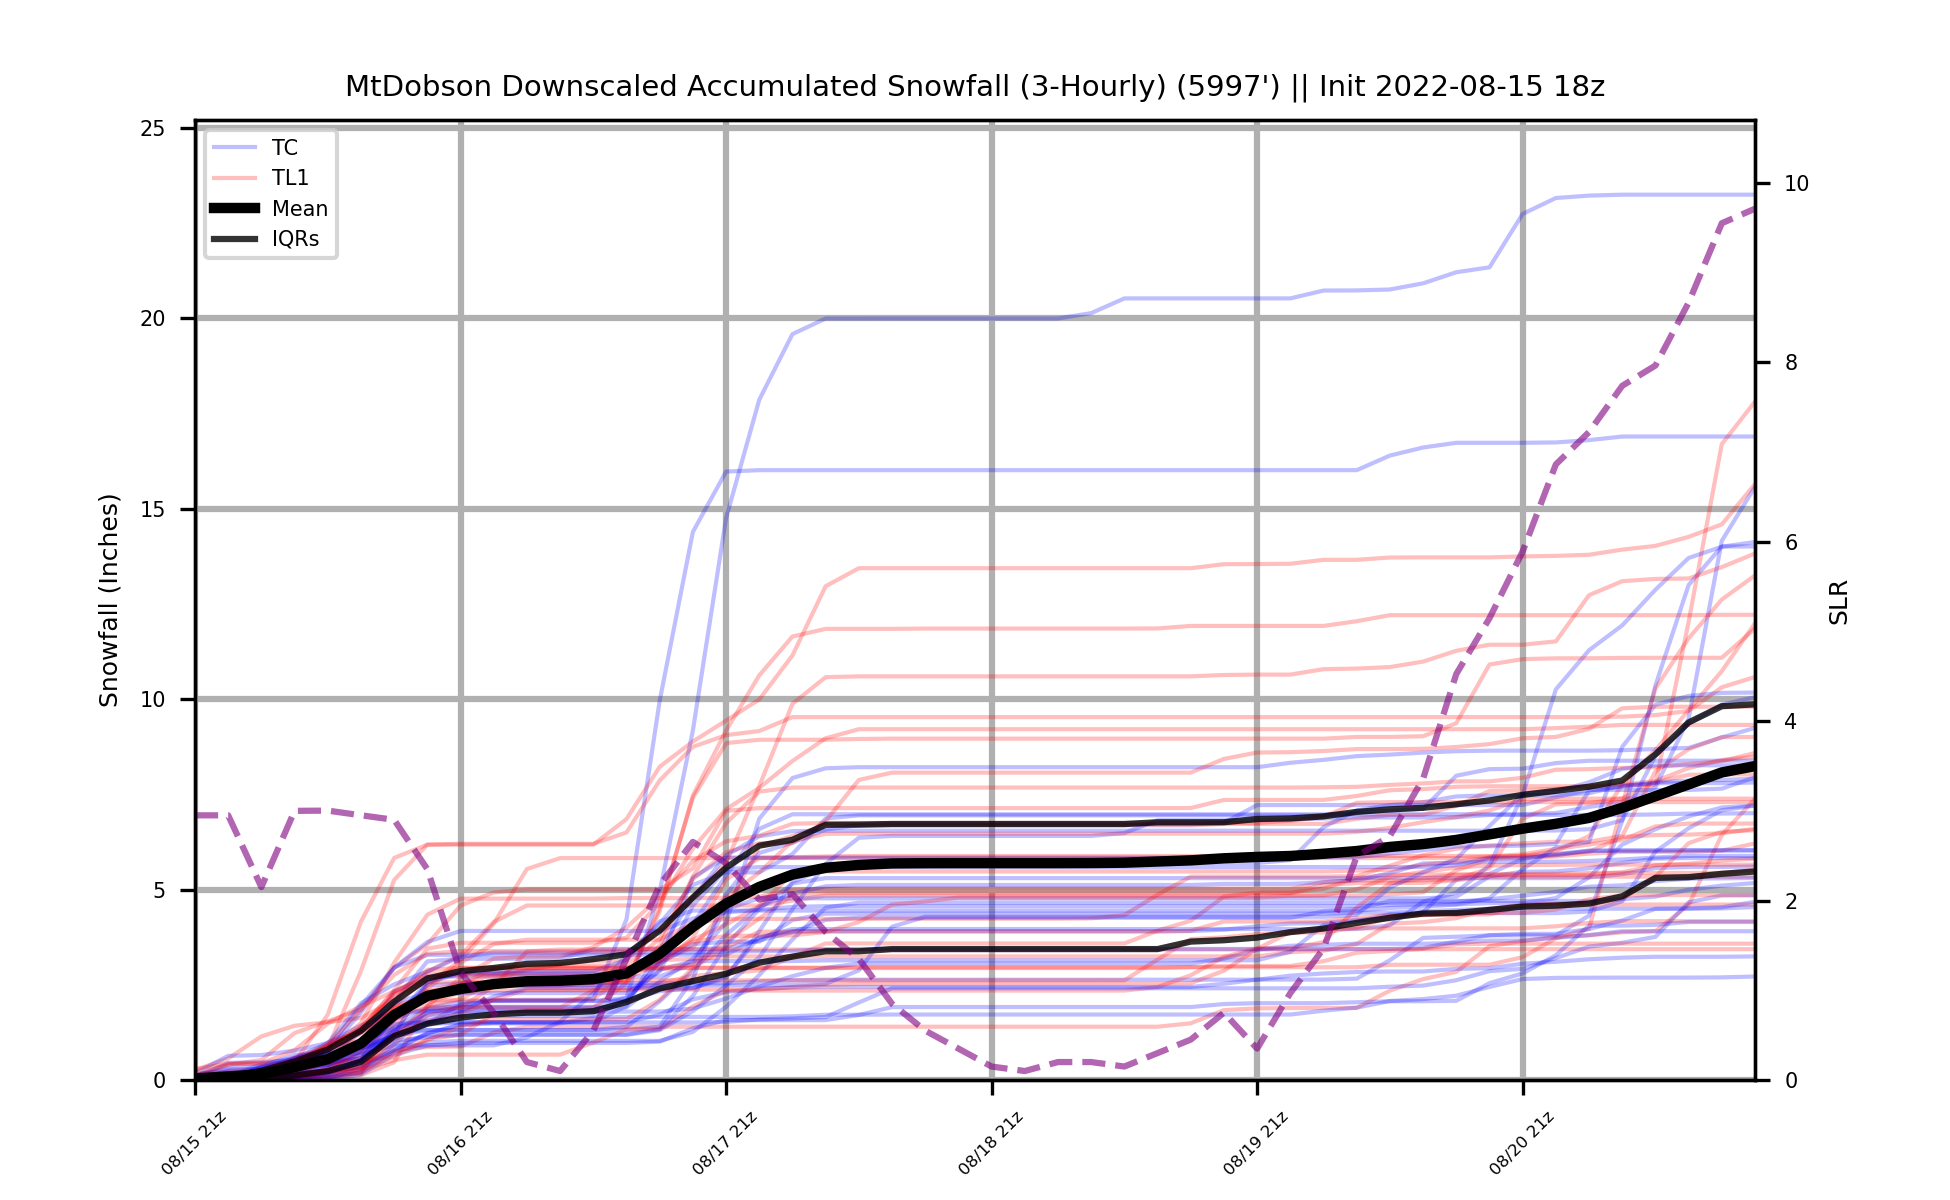 MtDobson Downscaled Accumulated Snowfall (3-Hourly) (5997') || Init 2022-08-15 18z
TC
TL1
Mean
IQRs
25
20
15
10
5
0
Snowfall (Inches)
10
8
6
4
2
0
SLR
08/15 21z
08/16 21z
08/17 21z
08/18 21z
08/19 21z
08/20 21z